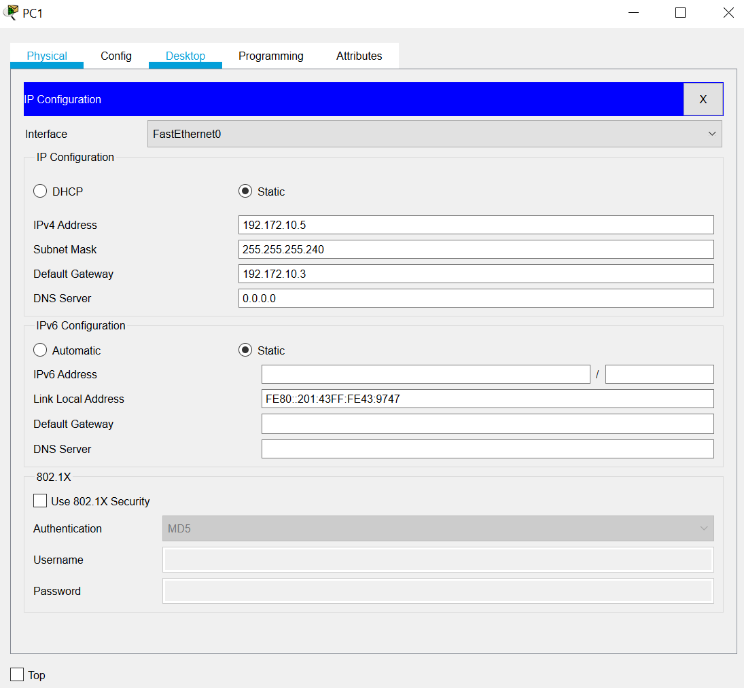 PC1
Physical Config Desktop Programming Attributes
IP Configuration X
Interface FastEthernet0
IP Configuration
DHCP Static
IPv4 Address 192.172.10.5
Subnet Mask 255.255.255.240
Default Gateway 192.172.10.3
DNS Server 0.0.0.0
IPv6 Configuration
Automatic Static
IPv6 Address /
Link Local Address FE80::201:43FF:FE43:9747
Default Gateway
DNS Server
802.1X
Use 802.1X Security
Authentication MD5
Username
Password
Top